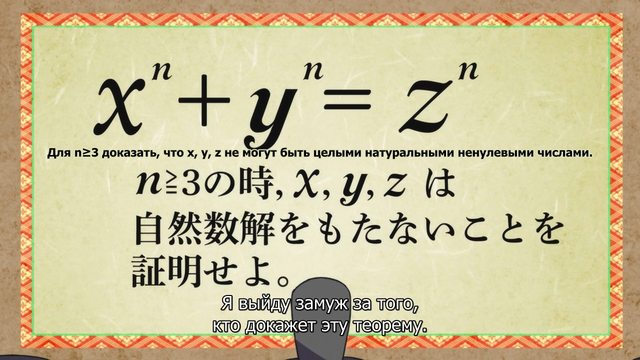 xⁿ + yⁿ = zⁿ
Для n≥3 доказать, что x, y, z не могут быть целыми натуральными ненулевыми числами.
n≧3の時, x, y, z は
自然数解をもたないことを
証明せよ。
Я выйду замуж за того,
кто докажет эту теорему.